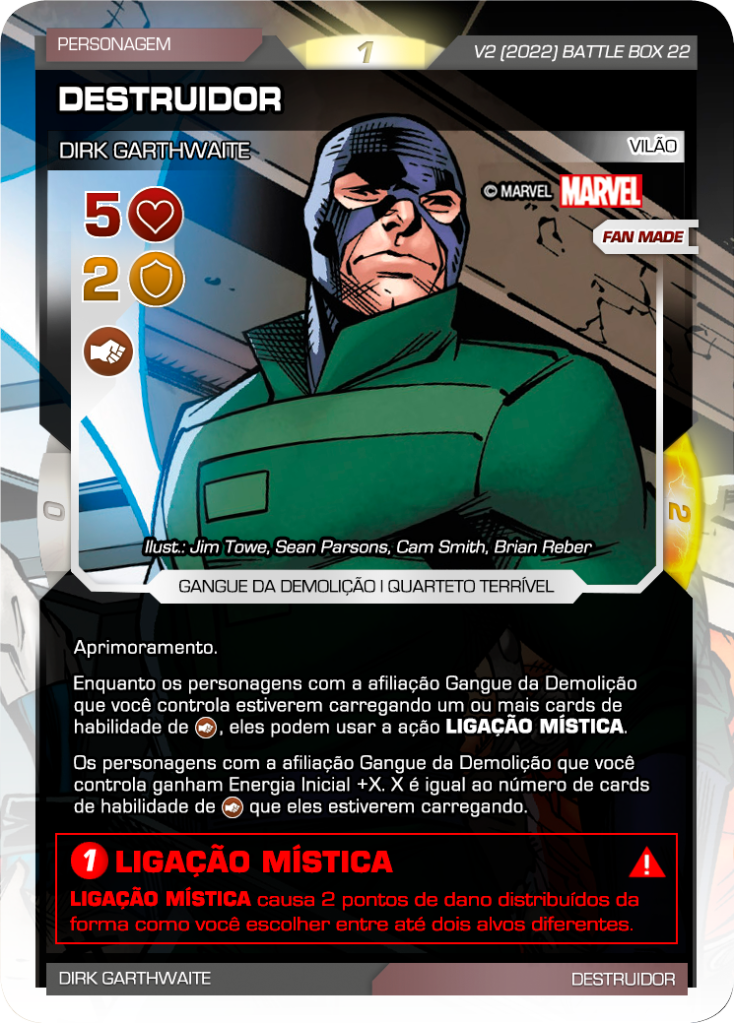 PERSONAGEM
1
V2 (2022) BATTLE BOX 22
DESTRUIDOR
DIRK GARTHWAITE
VILÃO
5
© MARVEL MARVEL
FAN MADE
2
0
2
Ilust.: Jim Towe, Sean Parsons, Cam Smith, Brian Reber
GANGUE DA DEMOLIÇÃO | QUARTETO TERRÍVEL
Aprimoramento.
Enquanto os personagens com a afiliação Gangue da Demolição
que você controla estiverem carregando um ou mais cards de
habilidade de , eles podem usar a ação LIGAÇÃO MÍSTICA.
Os personagens com a afiliação Gangue da Demolição que você
controla ganham Energia Inicial +X. X é igual ao número de cards
de habilidade de que eles estiverem carregando.
1 LIGAÇÃO MÍSTICA
LIGAÇÃO MÍSTICA causa 2 pontos de dano distribuídos da
forma como você escolher entre até dois alvos diferentes.
DIRK GARTHWAITE
DESTRUIDOR